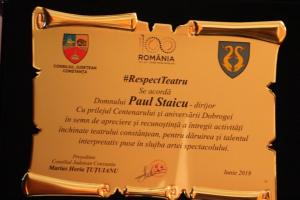 CONSILIUL JUDEȚEAN
CONSTANȚA
100
ROMÂNIA
#RespectTeatru
Se acordă
Domnului Paul Staicu - dirijor
Cu prilejul Centenarului și aniversării Dobrogei
în semn de apreciere și recunoștință a întregii activități
închinate teatrului constănțean, pentru dăruirea și talentul
interpretativ puse în slujba artei spectacolului.
Președinte
Consiliul Județean Constanța
Marius Horia ȚUȚUIANU
Iunie 2018